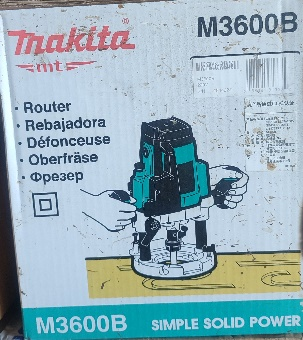 makita
mt
M3600B
· Router
· Rebajadora
· Défonceuse
· Oberfräse
· Фрезер
M3600B
SIMPLE SOLID POWER